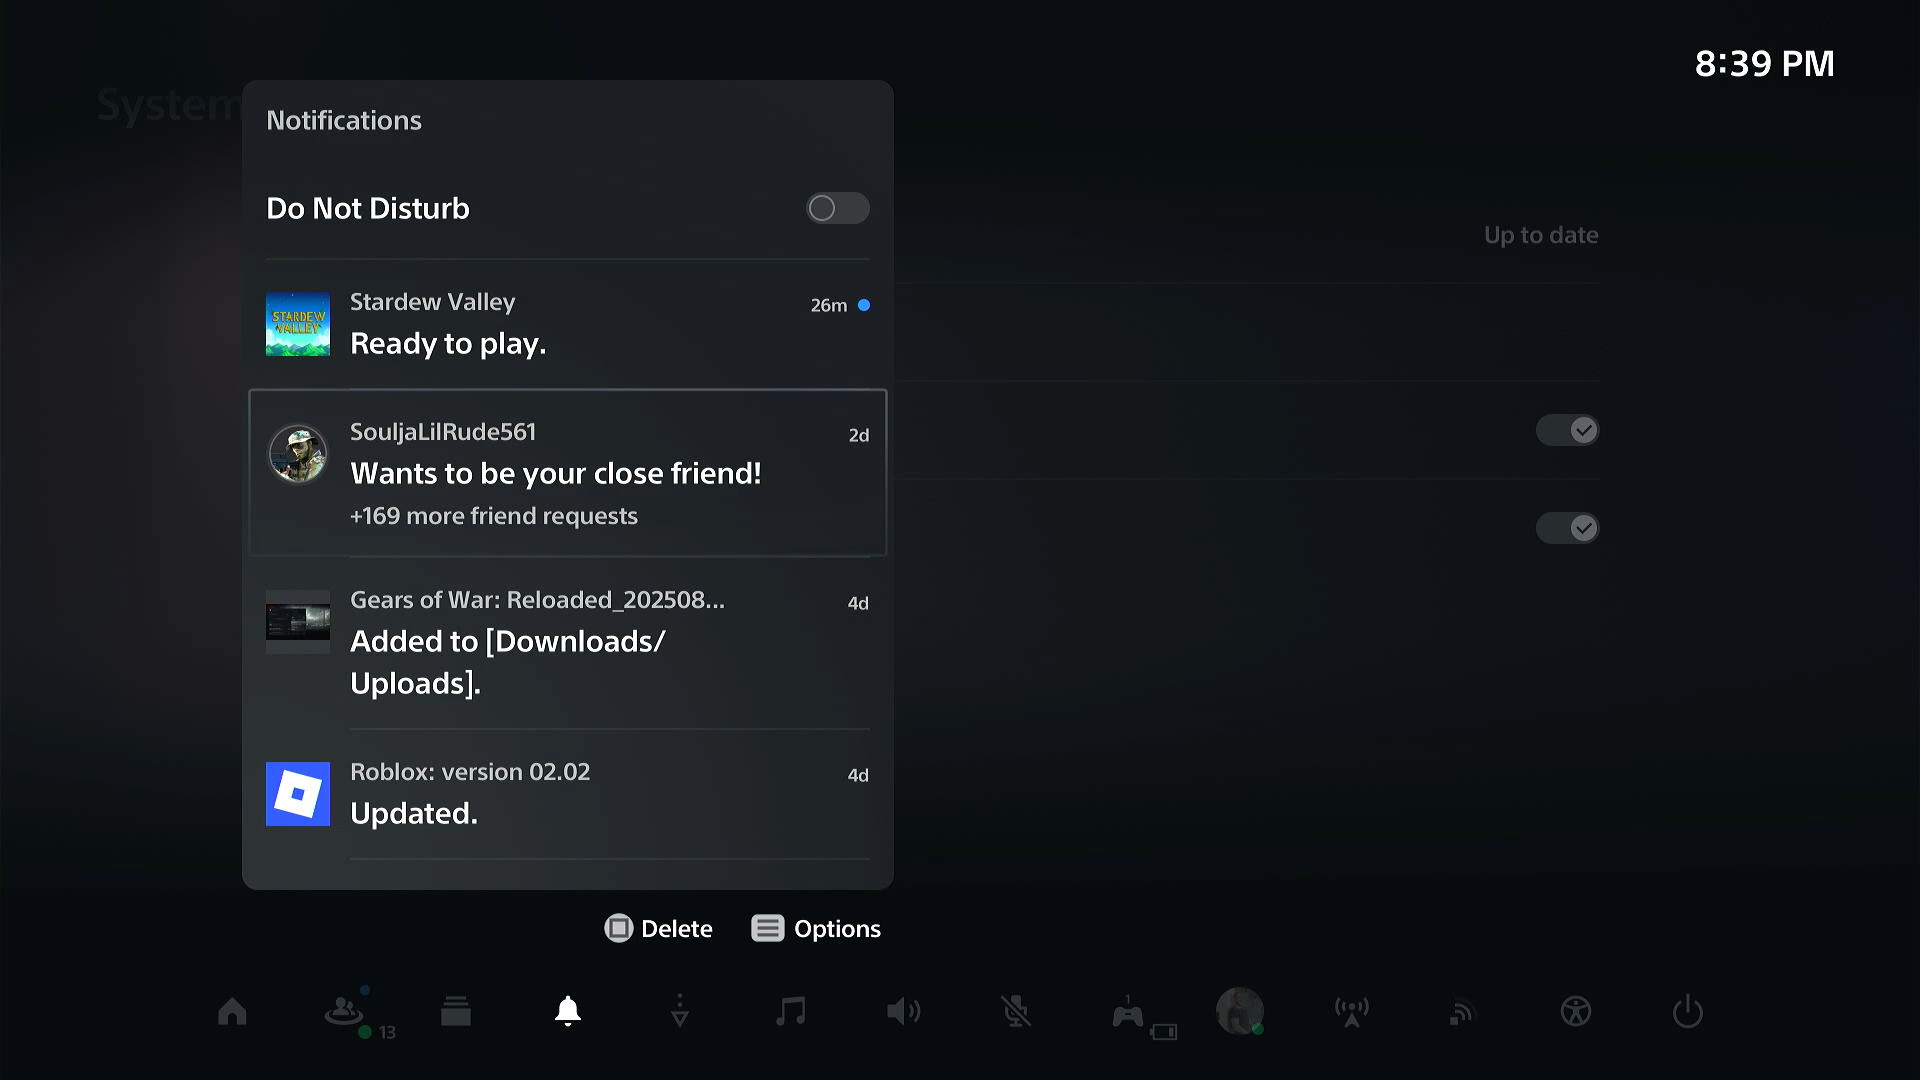 8:39 PM
System
Notifications
Do Not Disturb
Up to date
Stardew Valley
26m
STARDEW
VALLEY
Ready to play.
SouljaLilRude561
2d
Wants to be your close friend!
+169 more friend requests
Gears of War: Reloaded_202508...
4d
Added to [Downloads/
Uploads].
Roblox: version 02.02
4d
Updated.
Delete
Options
13
1